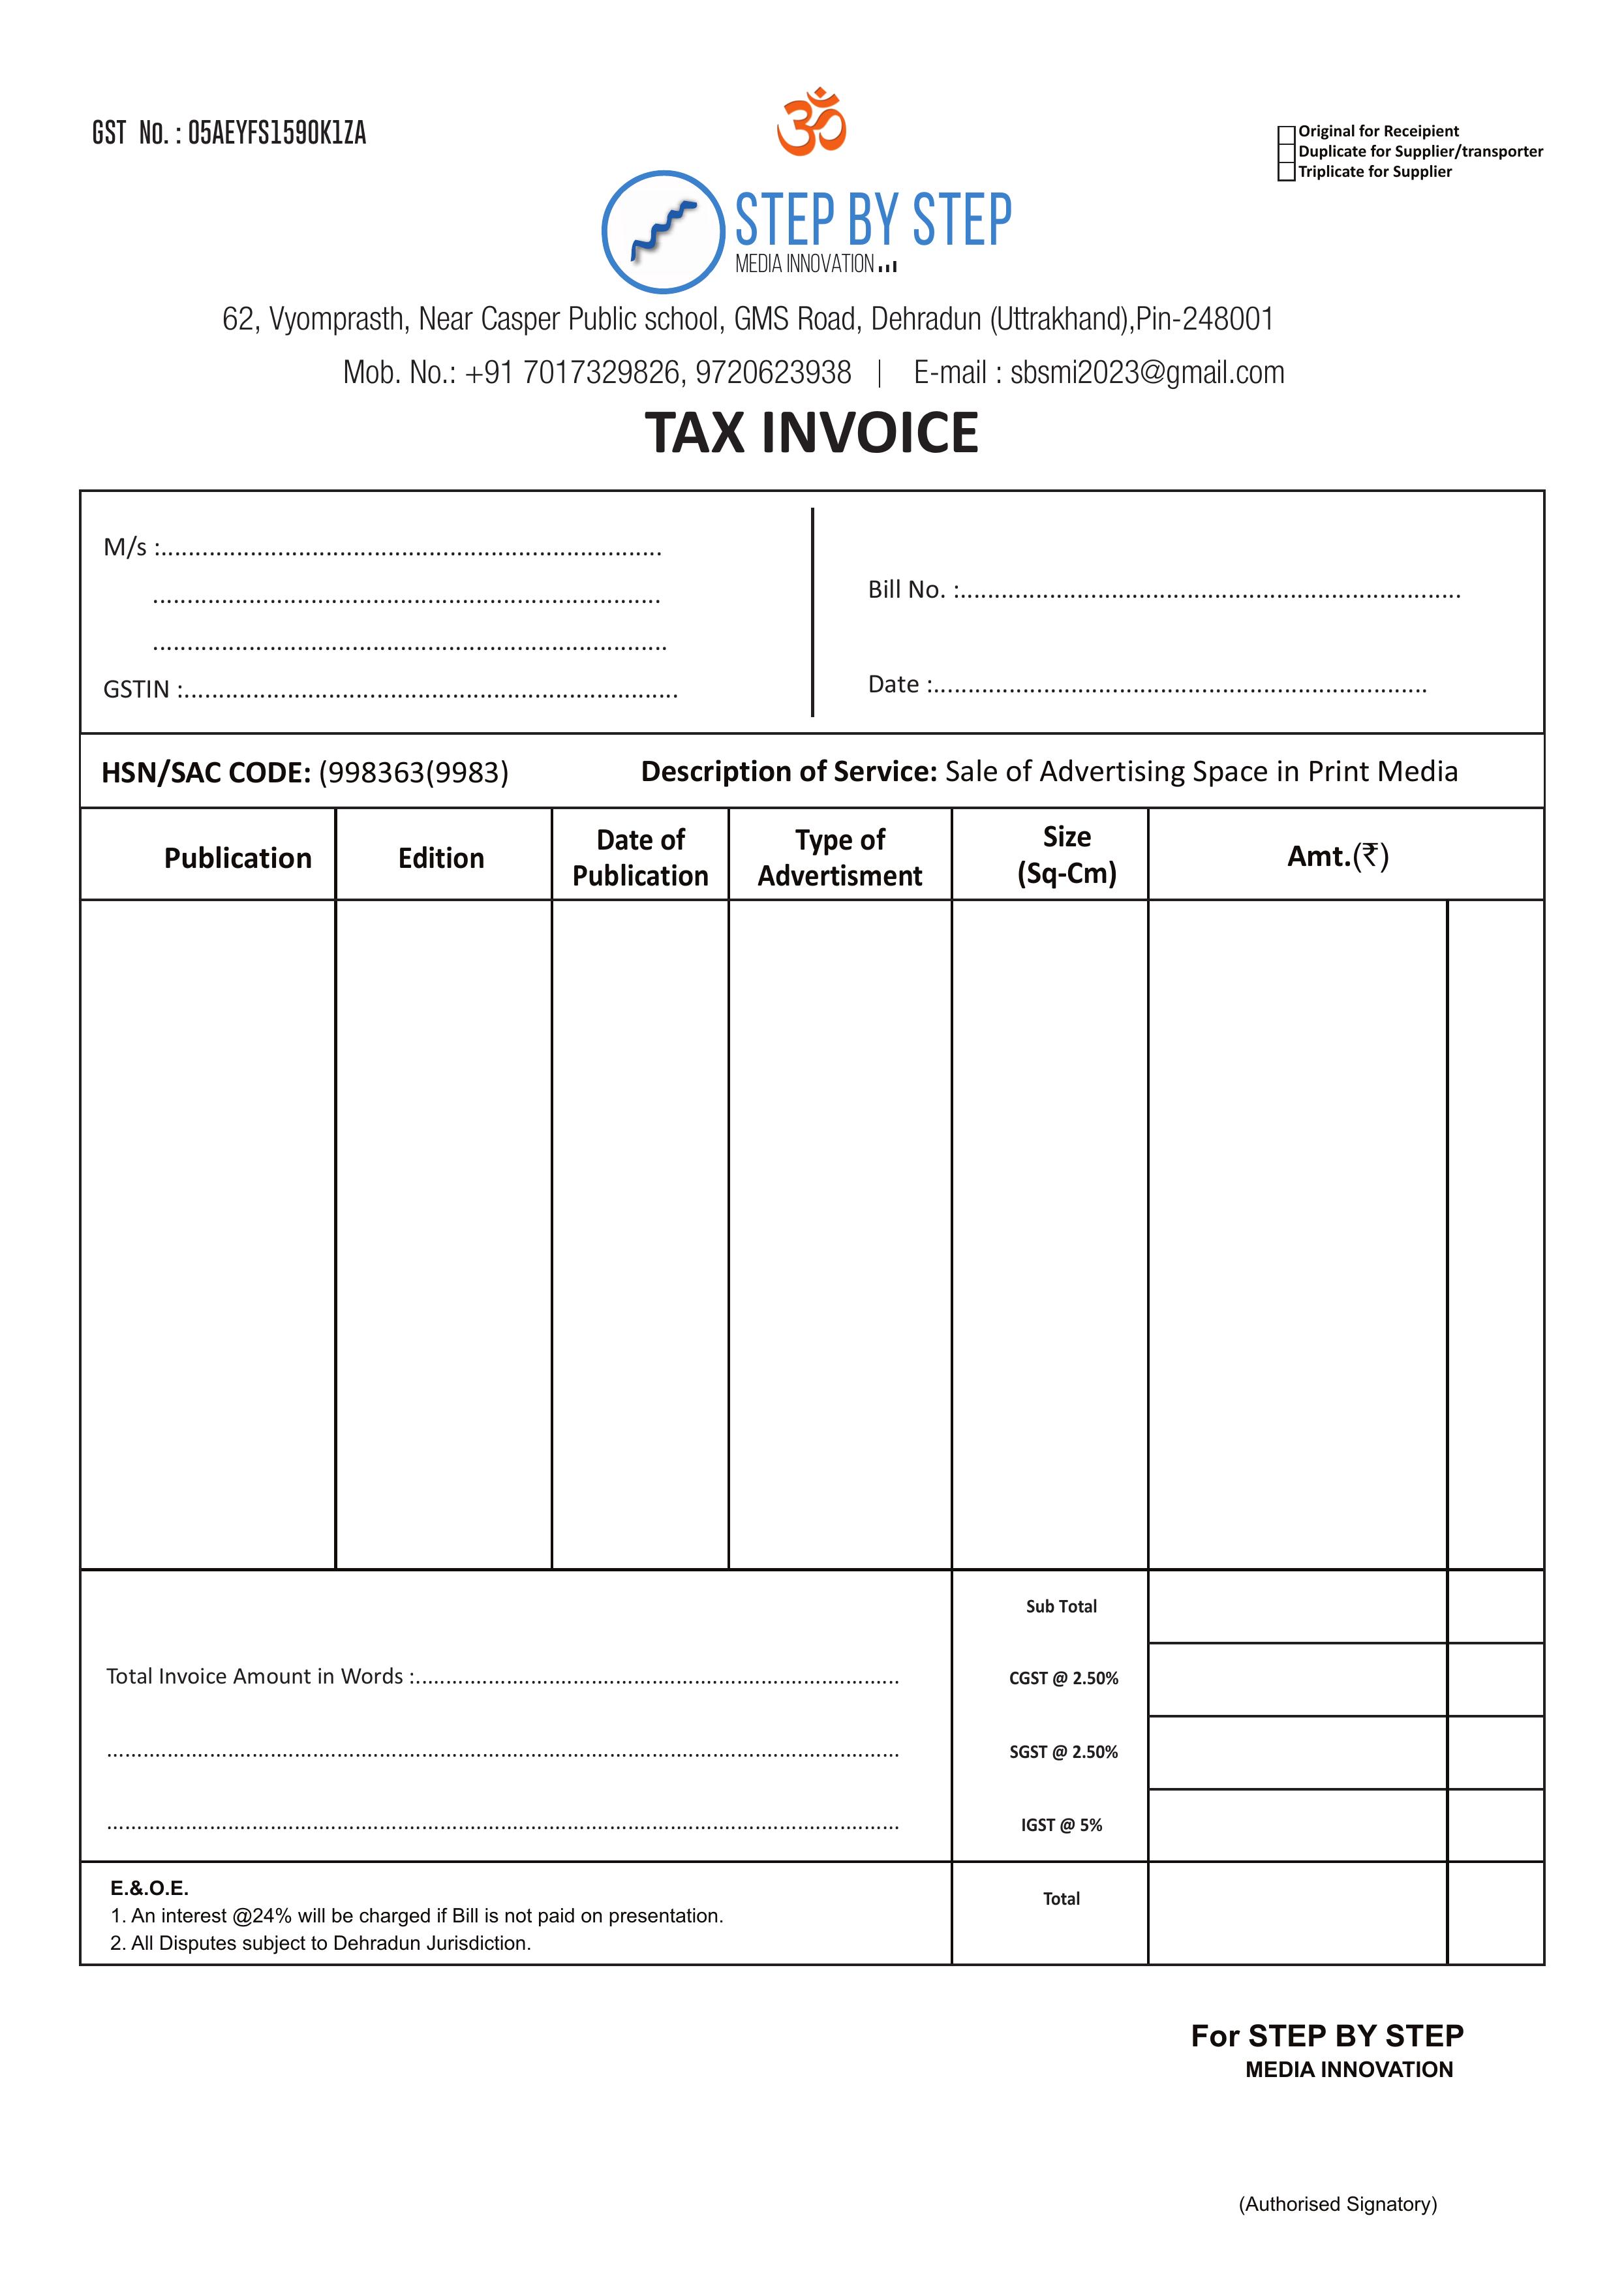 GST No. : 05AEYFS1590K1ZA
ॐ
Original for Receipient
Duplicate for Supplier/transporter
Triplicate for Supplier
STEP BY STEP
MEDIA INNOVATION...
62, Vyomprasth, Near Casper Public school, GMS Road, Dehradun (Uttrakhand),Pin-248001
Mob. No.: +91 7017329826, 9720623938 | E-mail : sbsmi2023@gmail.com
TAX INVOICE
M/s :.........................................................................
..........................................................................
...........................................................................
GSTIN :........................................................................
Bill No. :.........................................................................
Date :........................................................................
HSN/SAC CODE: (998363(9983) Description of Service: Sale of Advertising Space in Print Media
Publication
Edition
Date of
Publication
Type of
Advertisment
Size
(Sq-Cm)
Amt.(₹)
Sub Total
Total Invoice Amount in Words :................................................................................
CGST @ 2.50%
....................................................................................................................................
SGST @ 2.50%
....................................................................................................................................
IGST @ 5%
E.&.O.E.
1. An interest @24% will be charged if Bill is not paid on presentation.
2. All Disputes subject to Dehradun Jurisdiction.
Total
For STEP BY STEP
MEDIA INNOVATION
(Authorised Signatory)